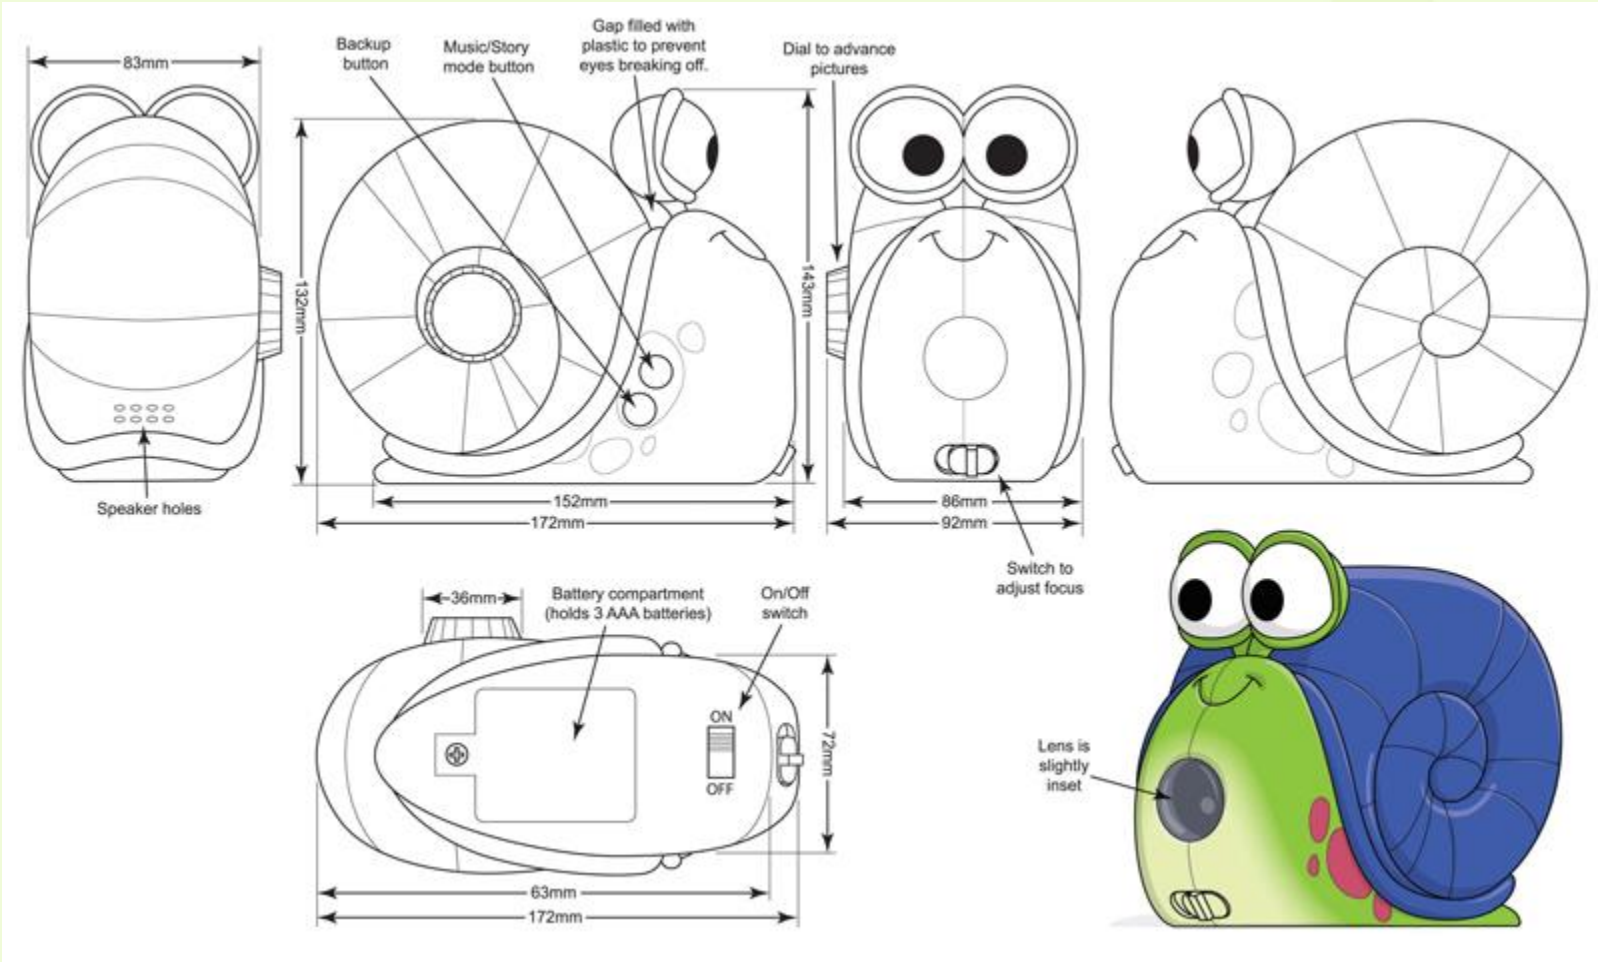 83mm
Backup
button
Music/Story
mode button
Gap filled with
plastic to prevent
eyes breaking off.
Dial to advance
pictures
132mm
143mm
Speaker holes
152mm
172mm
86mm
92mm
Switch to
adjust focus
36mm
Battery compartment
(holds 3 AAA batteries)
On/Off
switch
ON
OFF
72mm
63mm
172mm
Lens is
slightly
inset